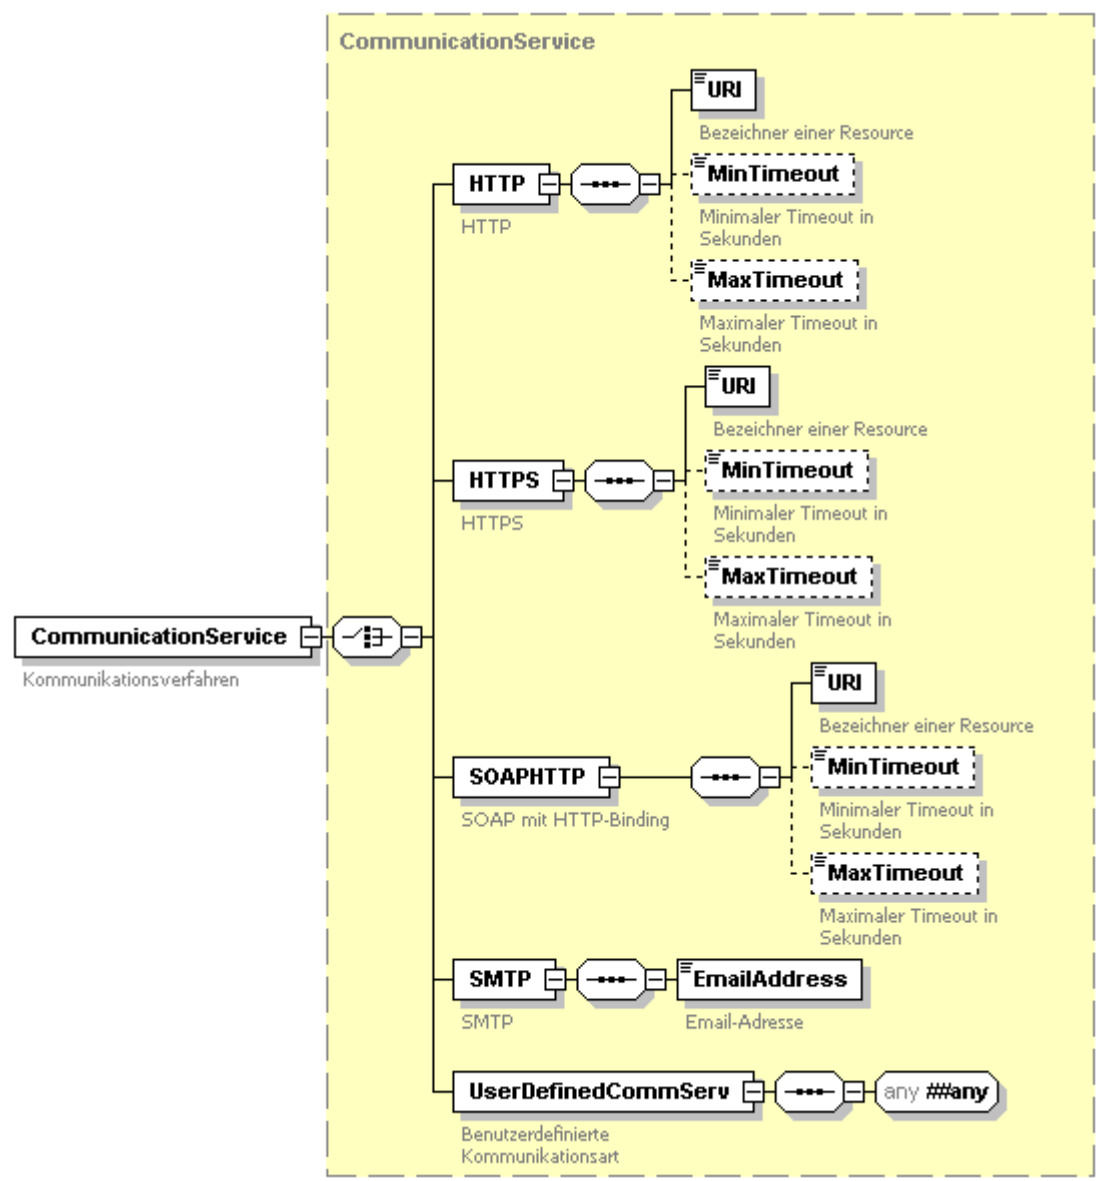 CommunicationService
URI
Bezeichner einer Resource
MinTimeout
Minimaler Timeout in
Sekunden
MaxTimeout
Maximaler Timeout in
Sekunden
HTTP
HTTP
URI
Bezeichner einer Resource
MinTimeout
Minimaler Timeout in
Sekunden
MaxTimeout
Maximaler Timeout in
Sekunden
HTTPS
HTTPS
CommunicationService
Kommunikationsverfahren
URI
Bezeichner einer Resource
MinTimeout
Minimaler Timeout in
Sekunden
MaxTimeout
Maximaler Timeout in
Sekunden
SOAPHTTP
SOAP mit HTTP-Binding
SMTP
SMTP
EmailAddress
Email-Adresse
UserDefinedCommServ
Benutzerdefinierte
Kommunikationsart
any ##any